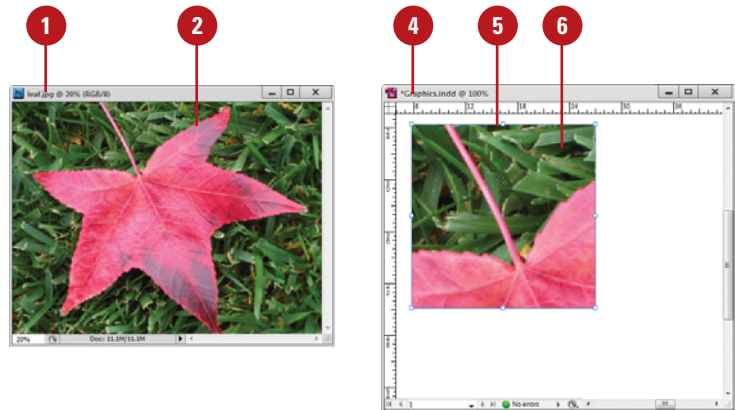 1 2 4 5 6
leaf.jpg @ 20% (RGB/8)
*Graphics.indd @ 100%
6 12 18 24 30 36
20% Doc: 11.1M/11.1M
1 No errors